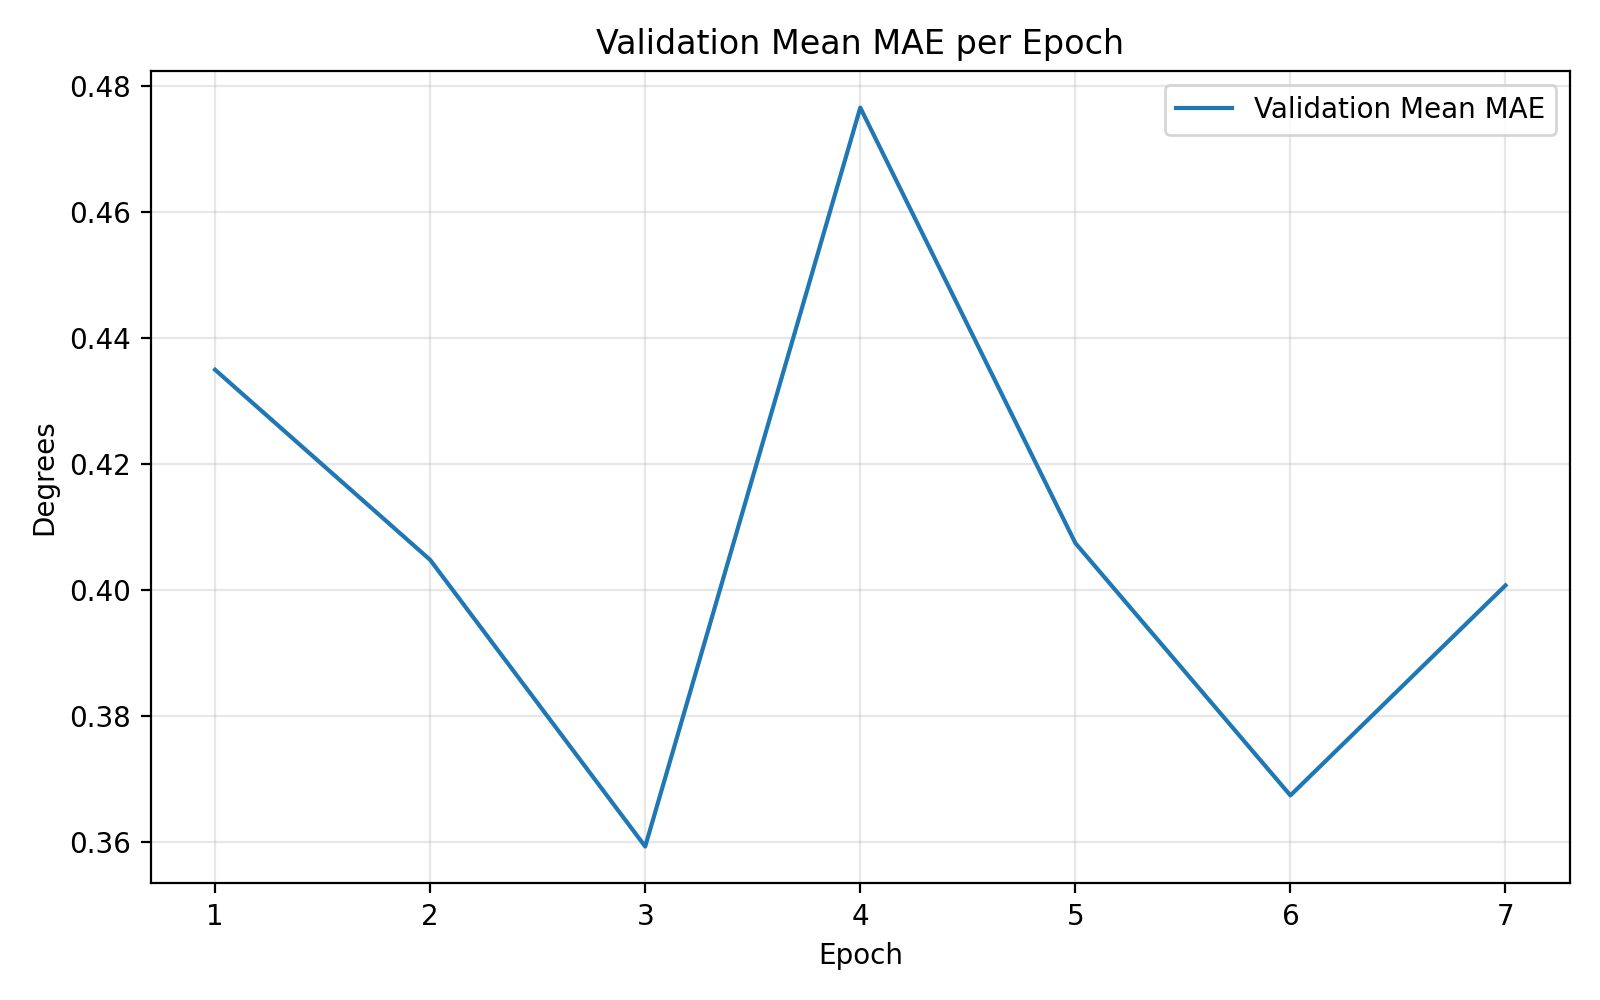 Validation Mean MAE per Epoch
Validation Mean MAE
0.48
0.46
0.44
0.42
0.40
0.38
0.36
Degrees
1 2 3 4 5 6 7
Epoch